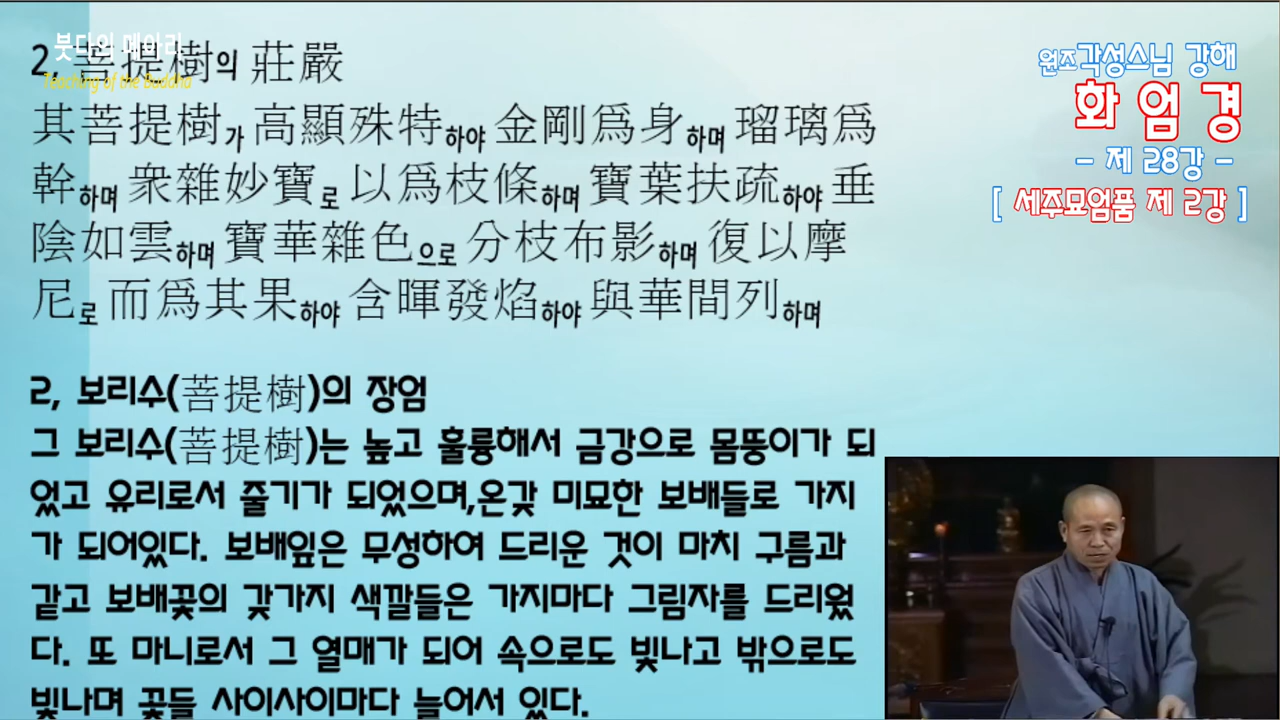 붓다의 메아리
Teaching of the Buddha
2, 菩提樹의 莊嚴
其菩提樹가 高顯殊特하야 金剛爲身하며 瑠璃爲
幹하며 衆雜妙寶로 以爲枝條하며 寶葉扶疏하야 垂
陰如雲하며 寶華雜色으로 分枝布影하며 復以摩
尼로 而爲其果하야 含暉發焰하야 與華間列하며
2, 보리수(菩提樹)의 장엄
그 보리수(菩提樹)는 높고 훌륭해서 금강으로 몸뚱이가 되
었고 유리로서 줄기가 되었으며,온갖 미묘한 보배들로 가지
가 되어있다. 보배잎은 무성하여 드리운 것이 마치 구름과
같고 보배꽃의 갖가지 색깔들은 가지마다 그림자를 드리웠
다. 또 마니로서 그 열매가 되어 속으로도 빛나고 밖으로도
빛나며 꽃들 사이사이마다 늘어서 있다.
원조각성스님 강해
화 엄 경
- 제 28강 -
[ 세주묘엄품 제 2강 ]